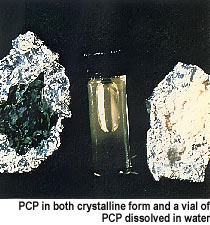 PCP in both crystalline form and a vial of
PCP dissolved in water